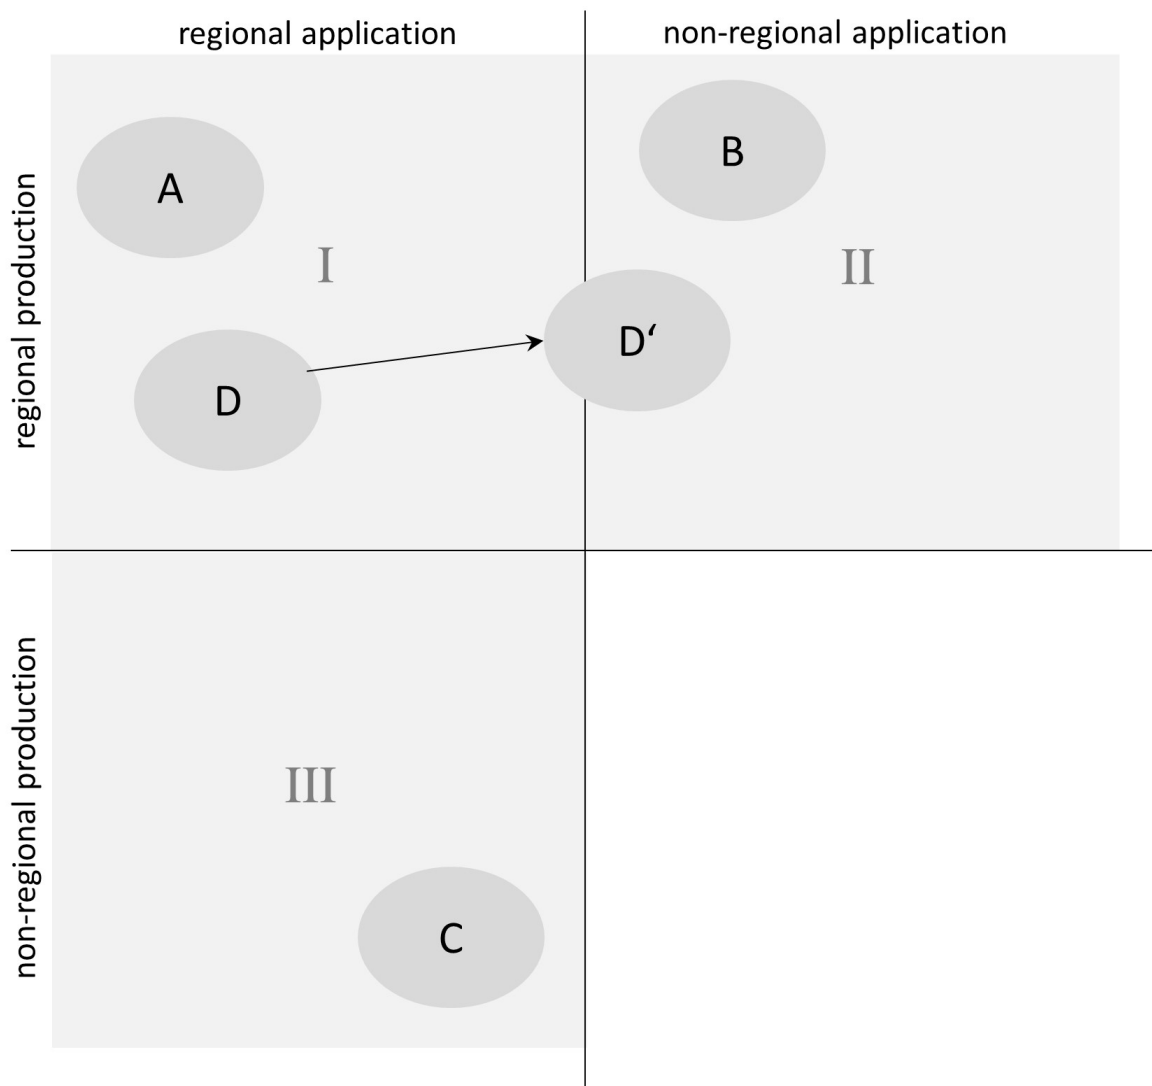 regional application
non-regional application
regional production
A
B
I
II
D
D‘
non-regional production
III
C